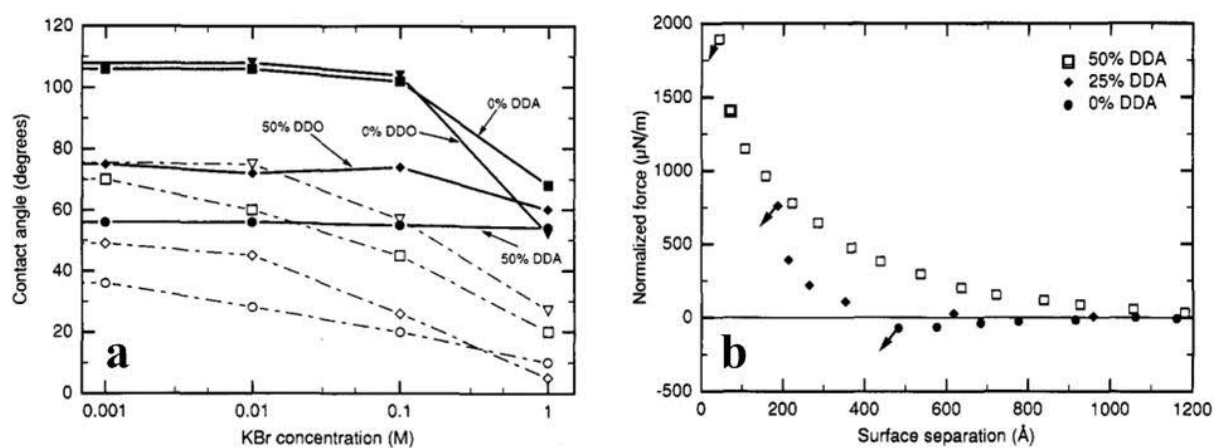 120
100
80
60
40
20
0
Contact angle (degrees)
0% DDA
50% DDO
0% DDO
50% DDA
a
0.001
0.01
0.1
1
KBr concentration (M)
2000
1500
1000
500
0
-500
Normalized force (µN/m)
50% DDA
25% DDA
0% DDA
b
0
200
400
600
800
1000
1200
Surface separation (Å)